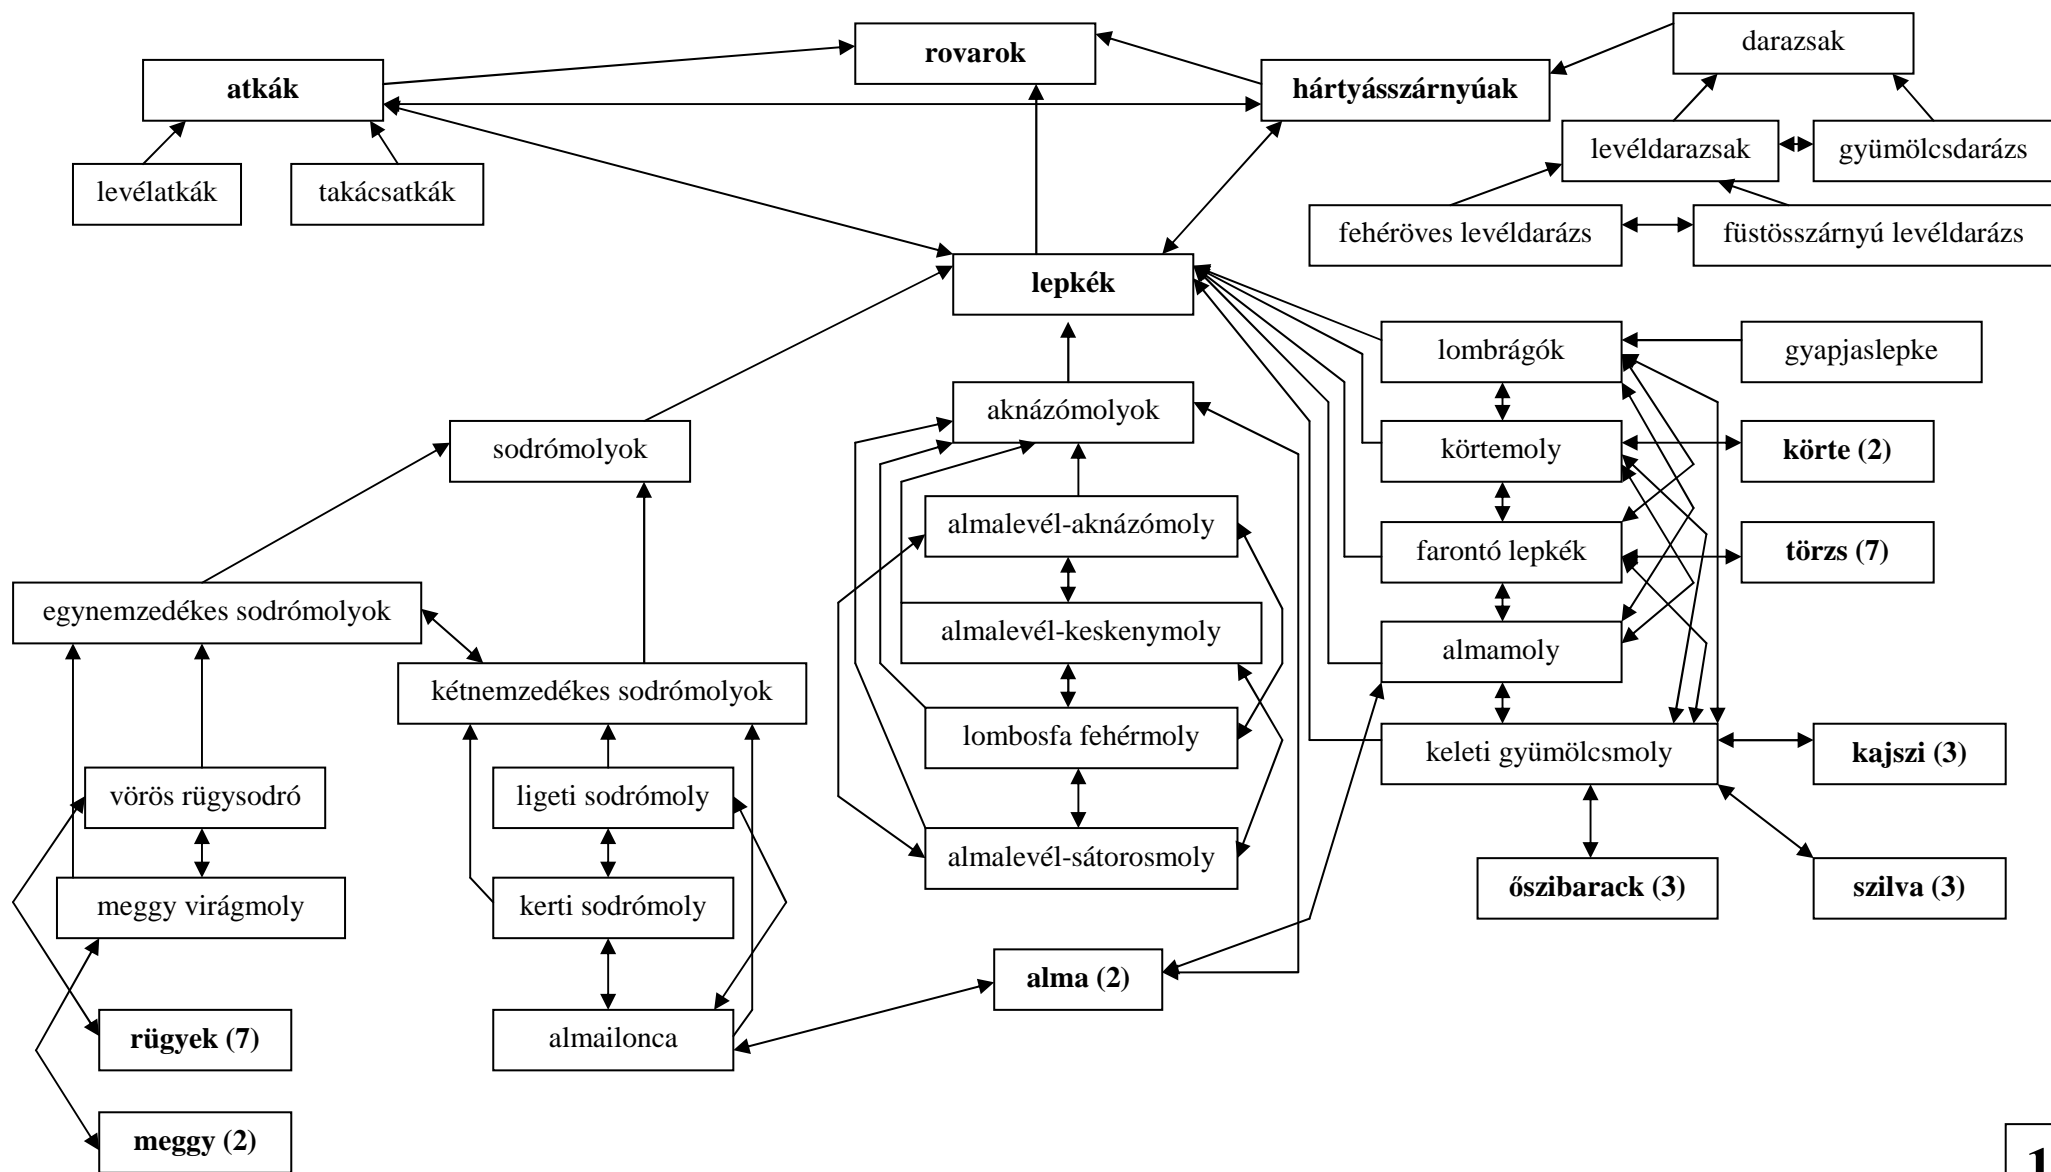 rovarok
darazsak
atkák
hártyásszárnyúak
levéldarazsak
gyümölcsdarázs
levélatkák
takácsatkák
fehéröves levéldarázs
füstösszárnyú levéldarázs
lepkék
lombrágók
gyapjaslepke
aknázómolyok
sodrómolyok
körtemoly
körte (2)
almalevél-aknázómoly
farontó lepkék
törzs (7)
egynemzedékes sodrómolyok
almalevél-keskenymoly
almamoly
kétnemzedékes sodrómolyok
lombosfa fehérmoly
keleti gyümölcsmoly
kajszi (3)
vörös rügysodró
ligeti sodrómoly
almalevél-sátorosmoly
őszibarack (3)
szilva (3)
meggy virágmoly
kerti sodrómoly
alma (2)
rügyek (7)
almailonca
meggy (2)
1